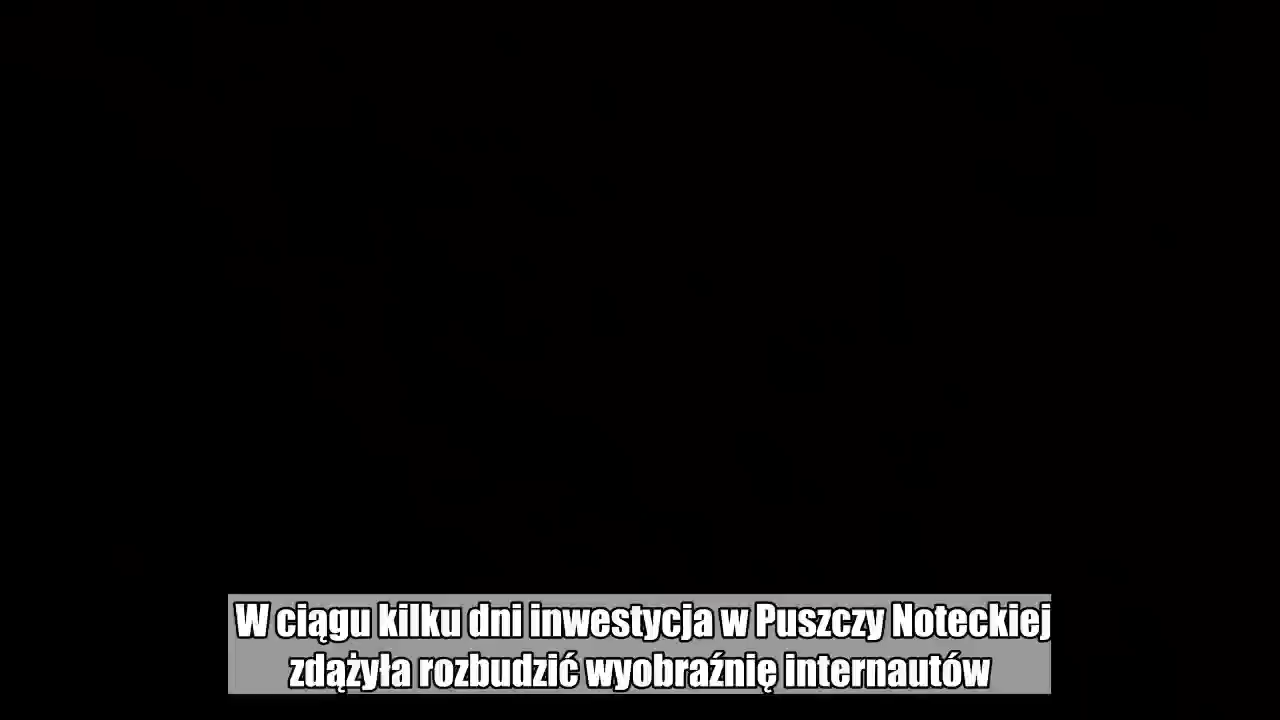 W ciągu kilku dni inwestycja w Puszczy Noteckiej
zdążyła rozbudzić wyobraźnię internautów